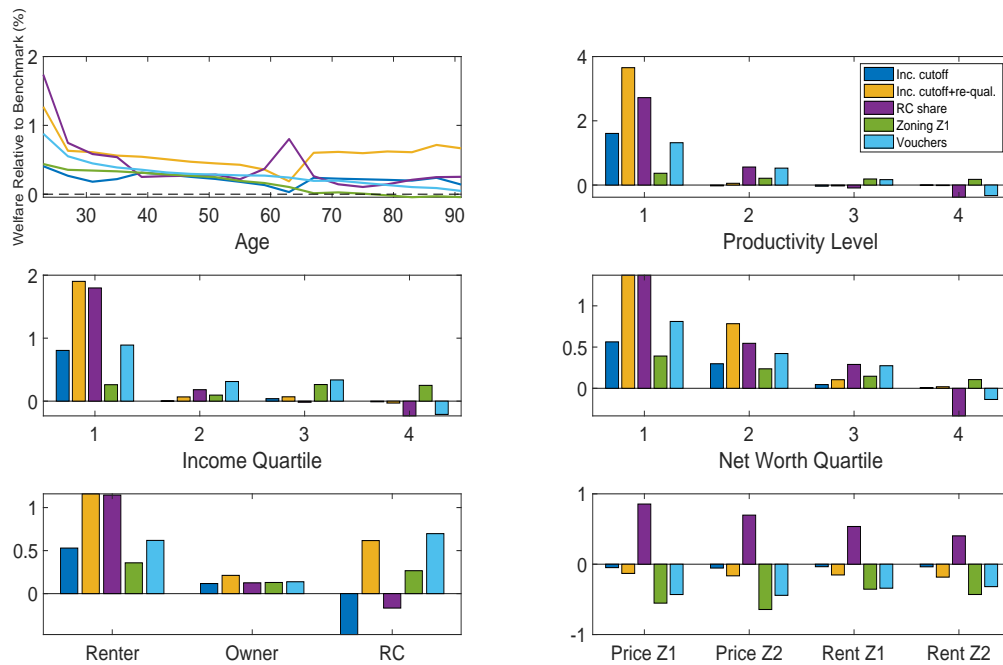 Welfare Relative to Benchmark (%)
2
1
0
30 40 50 60 70 80 90
Age
4
2
0
1 2 3 4
Productivity Level
Inc. cutoff
Inc. cutoff+re-qual.
RC share
Zoning Z1
Vouchers
2
1
0
1 2 3 4
Income Quartile
1
0.5
0
1 2 3 4
Net Worth Quartile
1
0.5
0
Renter Owner RC
1
0
-1
Price Z1 Price Z2 Rent Z1 Rent Z2